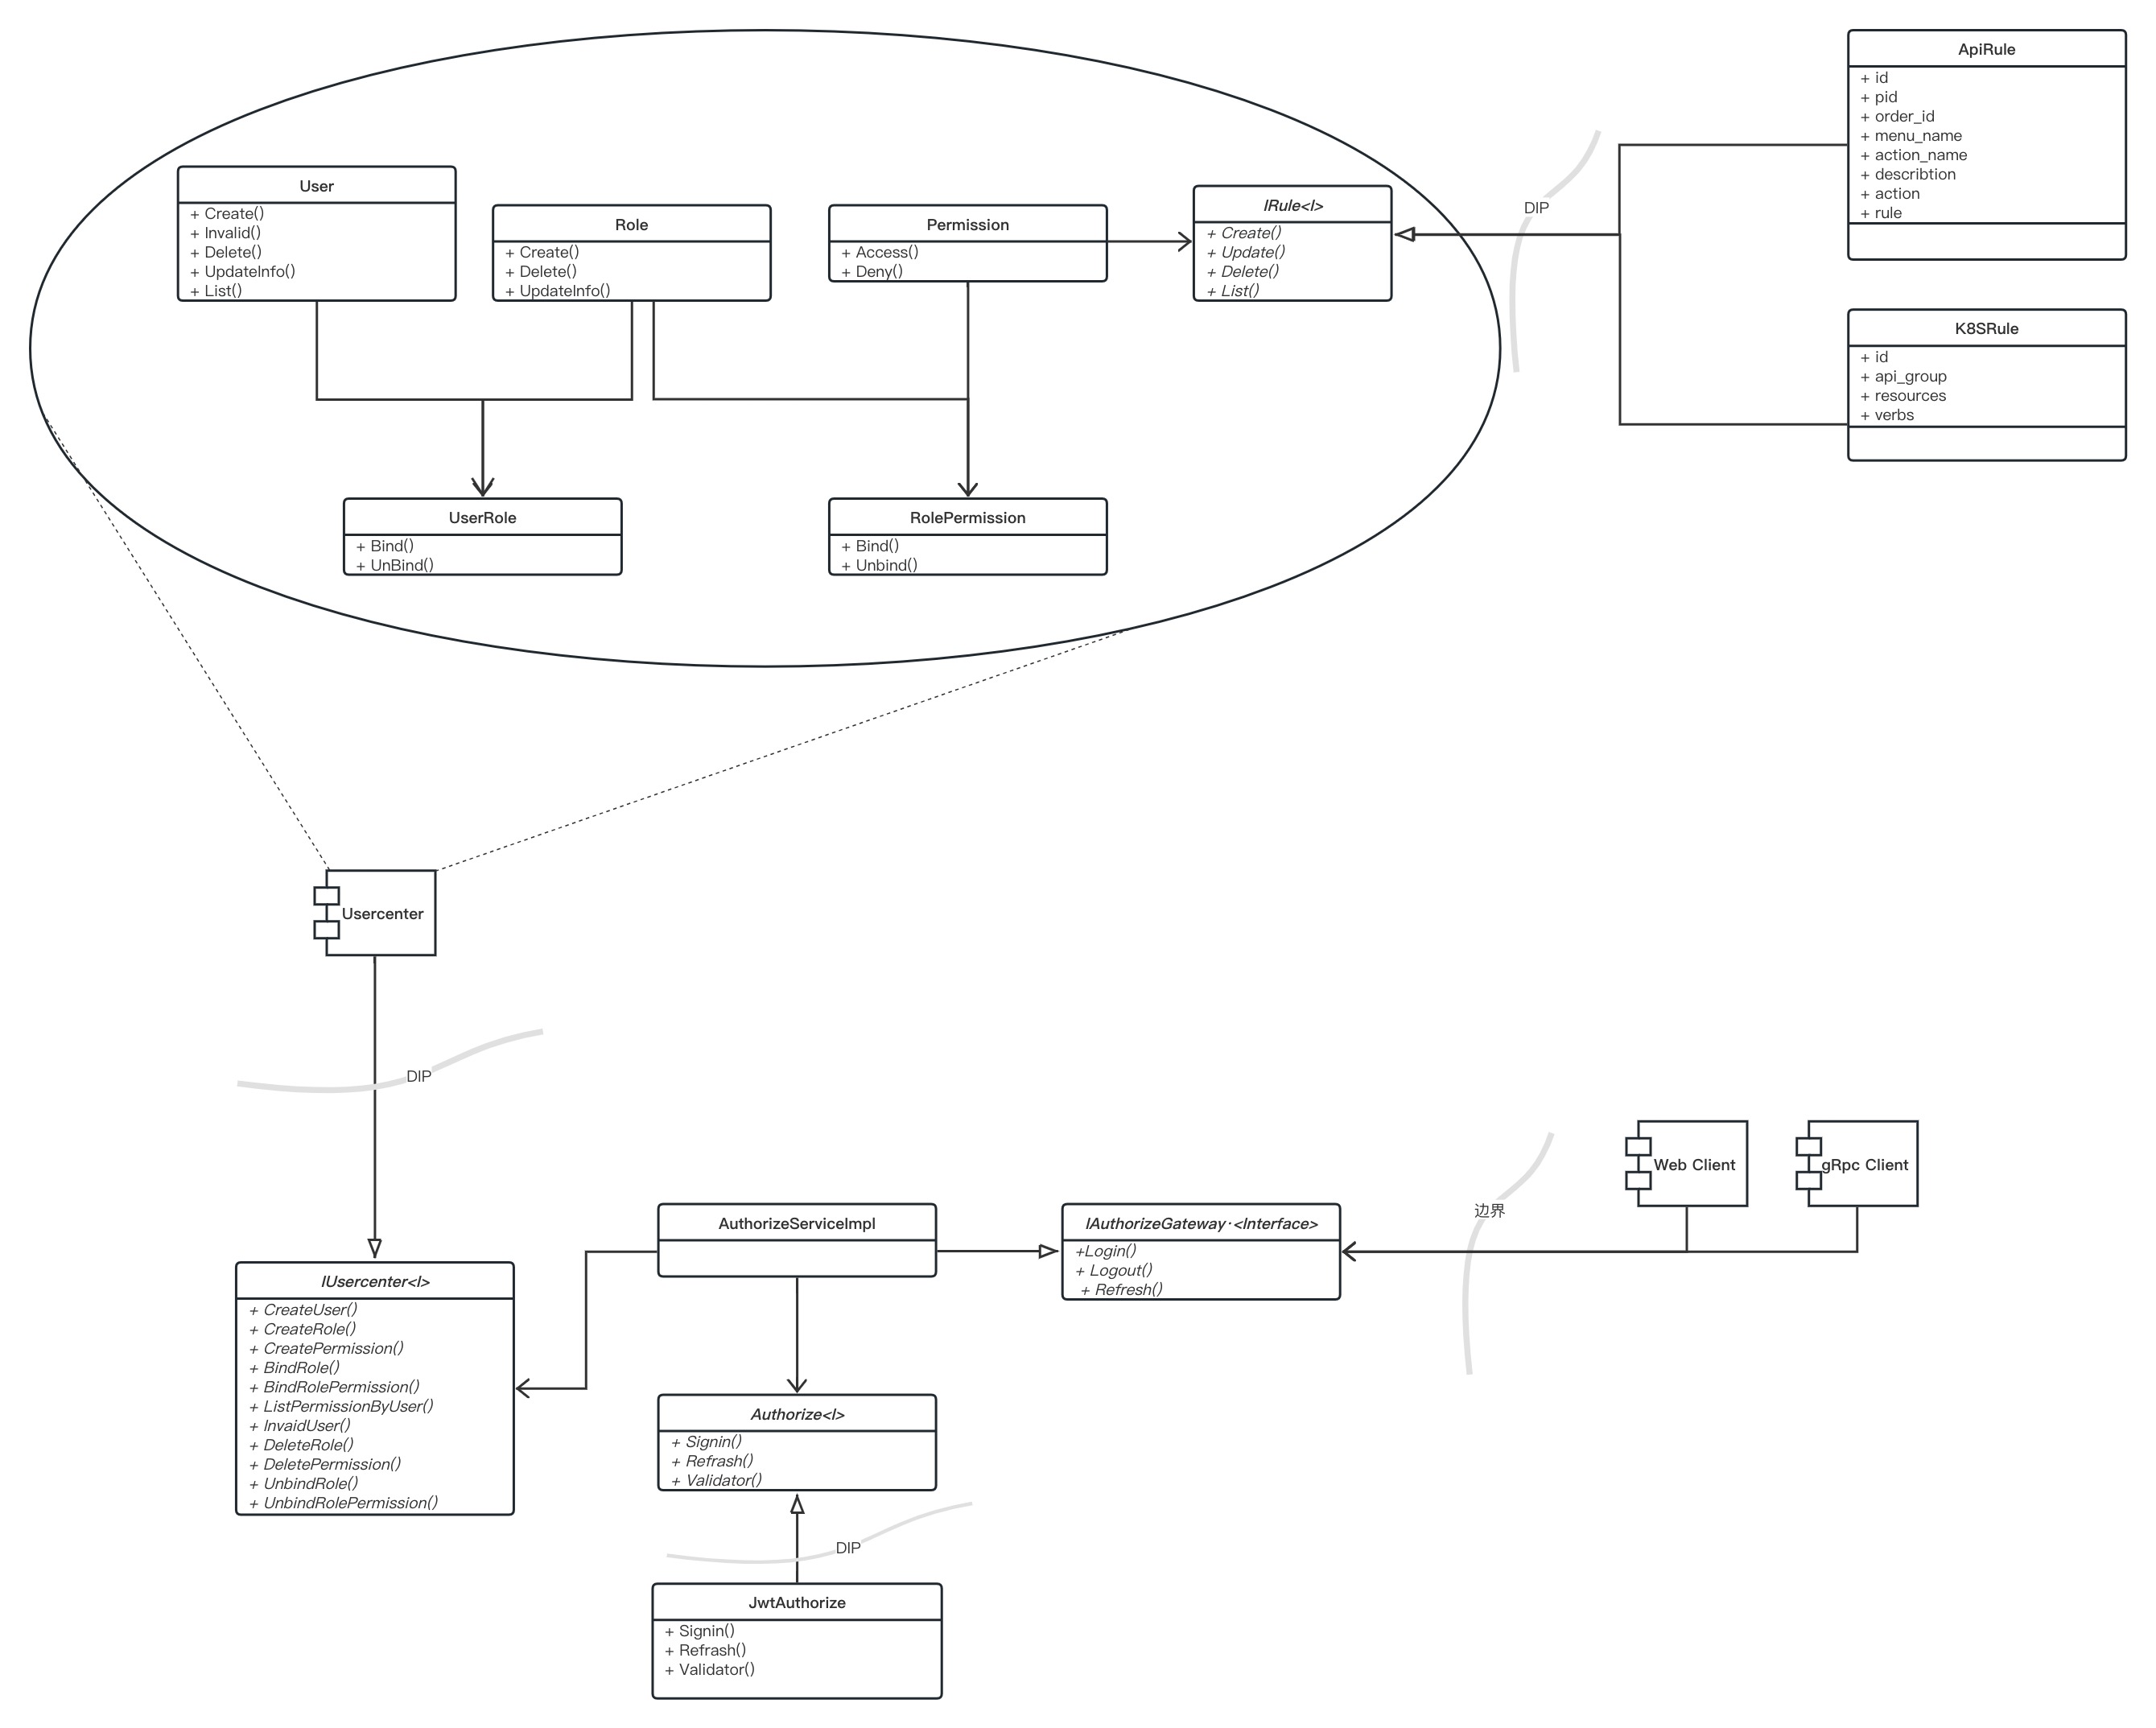 ApiRule
+ id
+ pid
+ order_id
+ menu_name
+ action_name
+ describtion
+ action
+ rule
User
+ Create()
+ Invalid()
+ Delete()
+ UpdateInfo()
+ List()
Role
+ Create()
+ Delete()
+ UpdateInfo()
Permission
+ Access()
+ Deny()
IRule<I>
+ Create()
+ Update()
+ Delete()
+ List()
DIP
K8SRule
+ id
+ api_group
+ resources
+ verbs
UserRole
+ Bind()
+ UnBind()
RolePermission
+ Bind()
+ Unbind()
Usercenter
DIP
Web Client
gRpc Client
边界
AuthorizeServiceImpl
IAuthorizeGateway·<Interface>
+Login()
+ Logout()
+ Refresh()
IUsercenter<I>
+ CreateUser()
+ CreateRole()
+ CreatePermission()
+ BindRole()
+ BindRolePermission()
+ ListPermissionByUser()
+ InvaidUser()
+ DeleteRole()
+ DeletePermission()
+ UnbindRole()
+ UnbindRolePermission()
Authorize<I>
+ Signin()
+ Refrash()
+ Validator()
DIP
JwtAuthorize
+ Signin()
+ Refrash()
+ Validator()